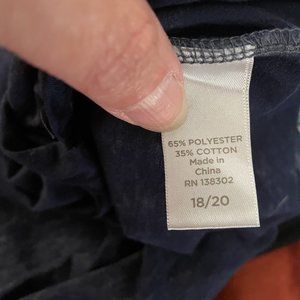 65% POLYESTER
35% COTTON
Made in
China
RN 138302
18/20